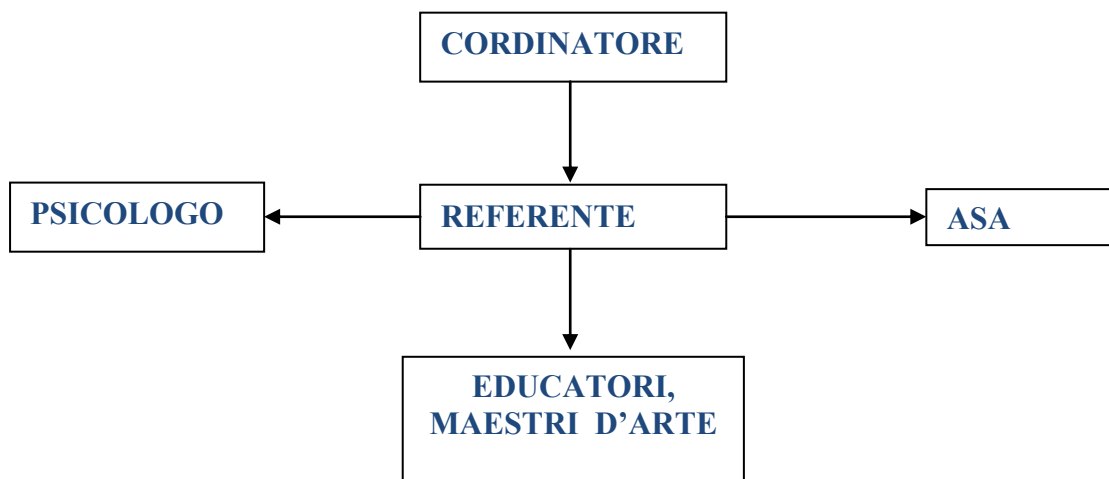 CORDINATORE
PSICOLOGO
REFERENTE
ASA
EDUCATORI,
MAESTRI D’ARTE